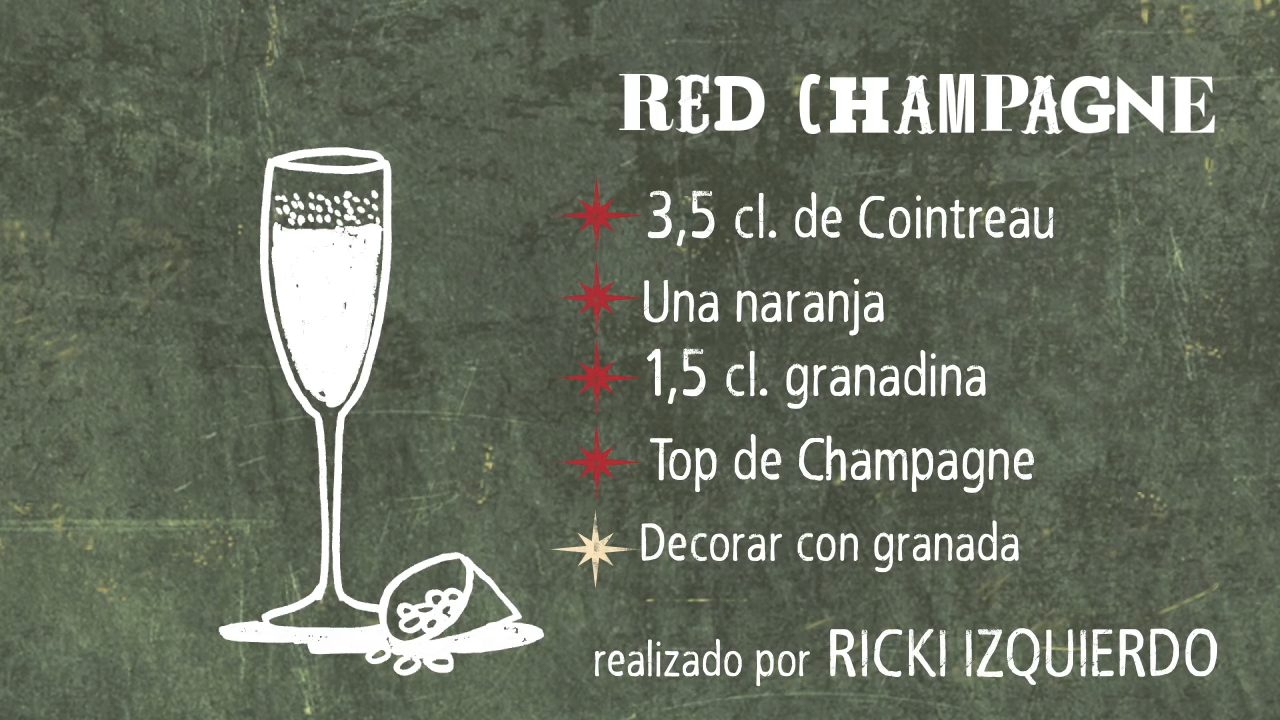 RED CHAMPAGNE
3,5 cl. de Cointreau
Una naranja
1,5 cl. granadina
Top de Champagne
Decorar con granada
realizado por RICKI IZQUIERDO